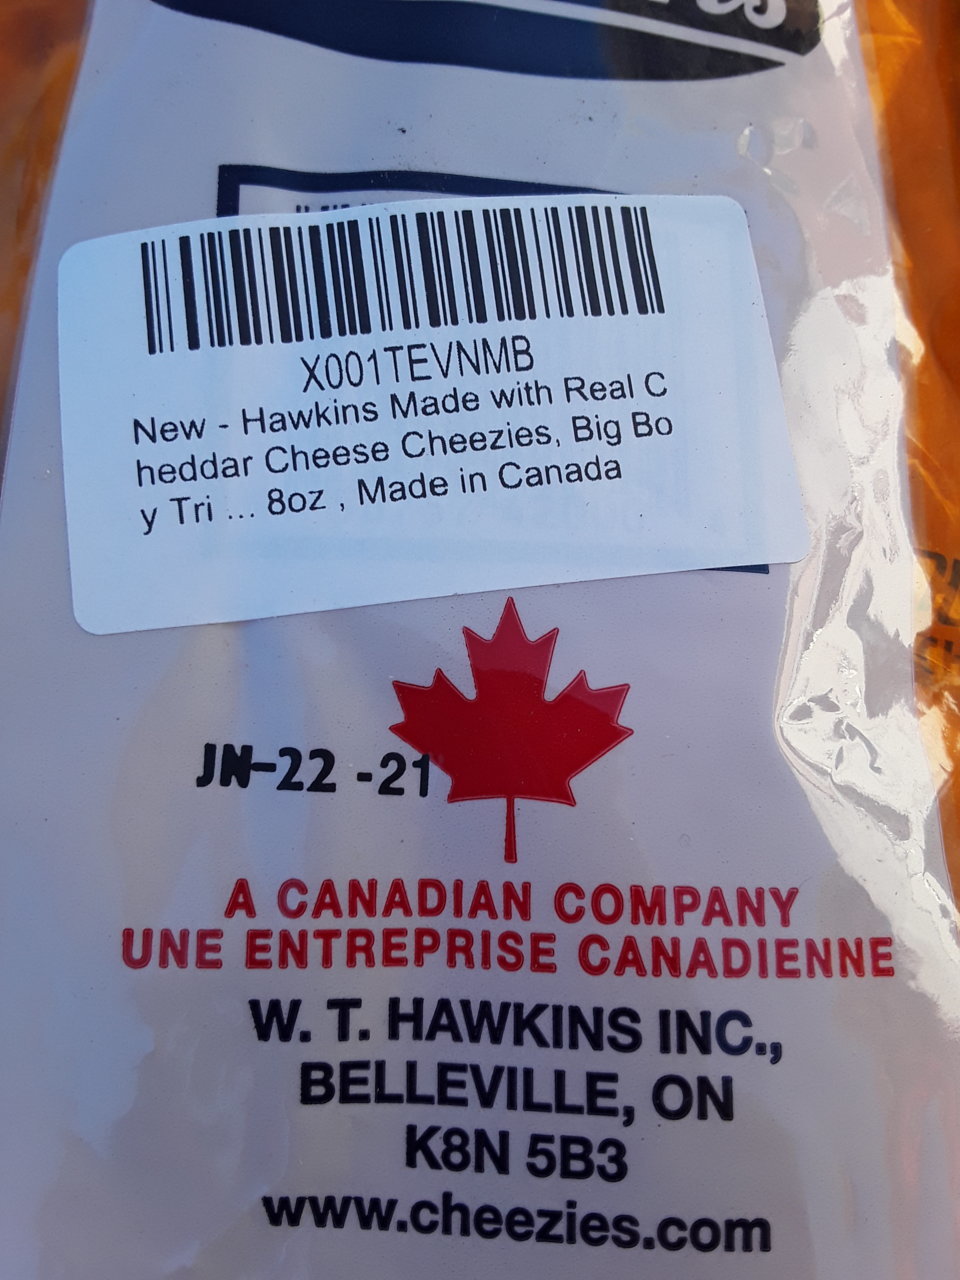 X001TEVNMB
New - Hawkins Made with Real C
heddar Cheese Cheezies, Big Bo
y Tri ... 8oz , Made in Canada
JN-22 -21
A CANADIAN COMPANY
UNE ENTREPRISE CANADIENNE
W. T. HAWKINS INC.,
BELLEVILLE, ON
K8N 5B3
www.cheezies.com